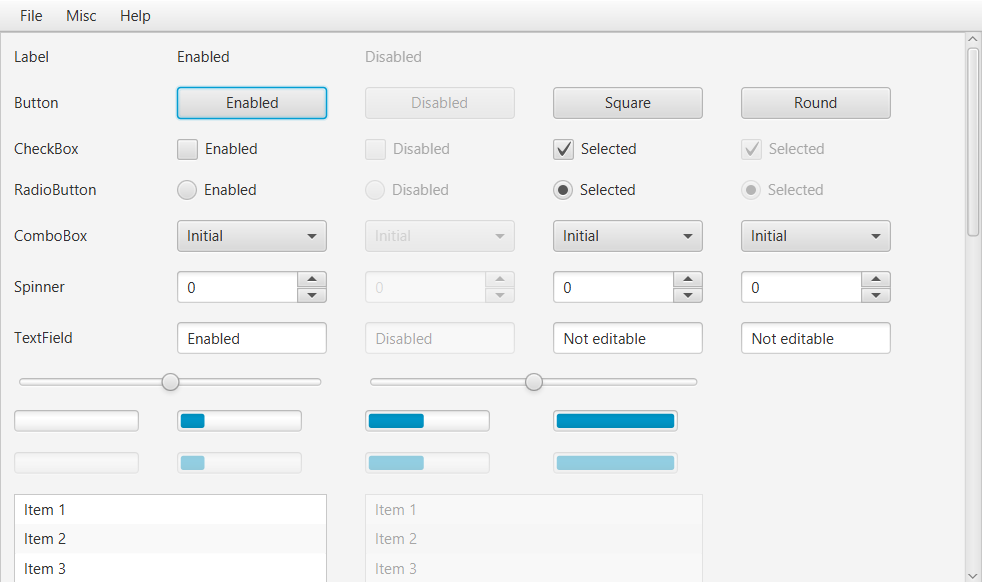 File Misc Help
Label Enabled Disabled
Button Enabled Disabled Square Round
CheckBox Enabled Disabled Selected Selected
RadioButton Enabled Disabled Selected Selected
ComboBox Initial Initial Initial Initial
Spinner 0 0 0 0
TextField Enabled Disabled Not editable Not editable
Item 1 Item 1
Item 2 Item 2
Item 3 Item 3